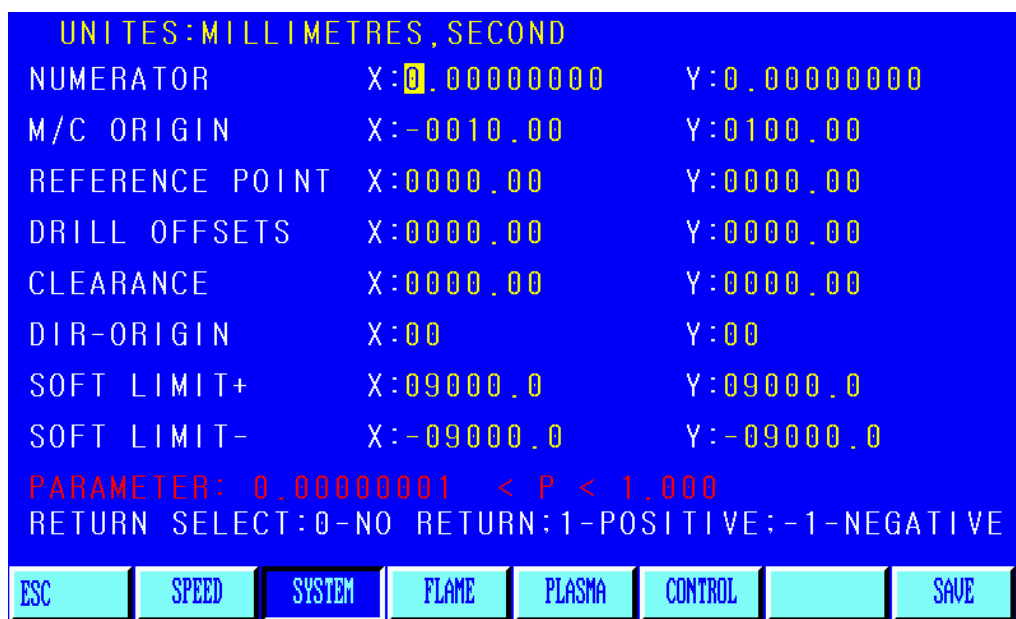 UNITES:MILLIMETRES,SECOND
NUMERATOR X:0.00000000 Y:0.00000000
M/C ORIGIN X:-0010.00 Y:0100.00
REFERENCE POINT X:0000.00 Y:0000.00
DRILL OFFSETS X:0000.00 Y:0000.00
CLEARANCE X:0000.00 Y:0000.00
DIR-ORIGIN X:00 Y:00
SOFT LIMIT+ X:09000.0 Y:09000.0
SOFT LIMIT- X:-09000.0 Y:-09000.0
PARAMETER: 0.00000001 < P < 1.000
RETURN SELECT:0-NO RETURN;1-POSITIVE;-1-NEGATIVE
ESC SPEED SYSTEM FLAME PLASMA CONTROL SAVE